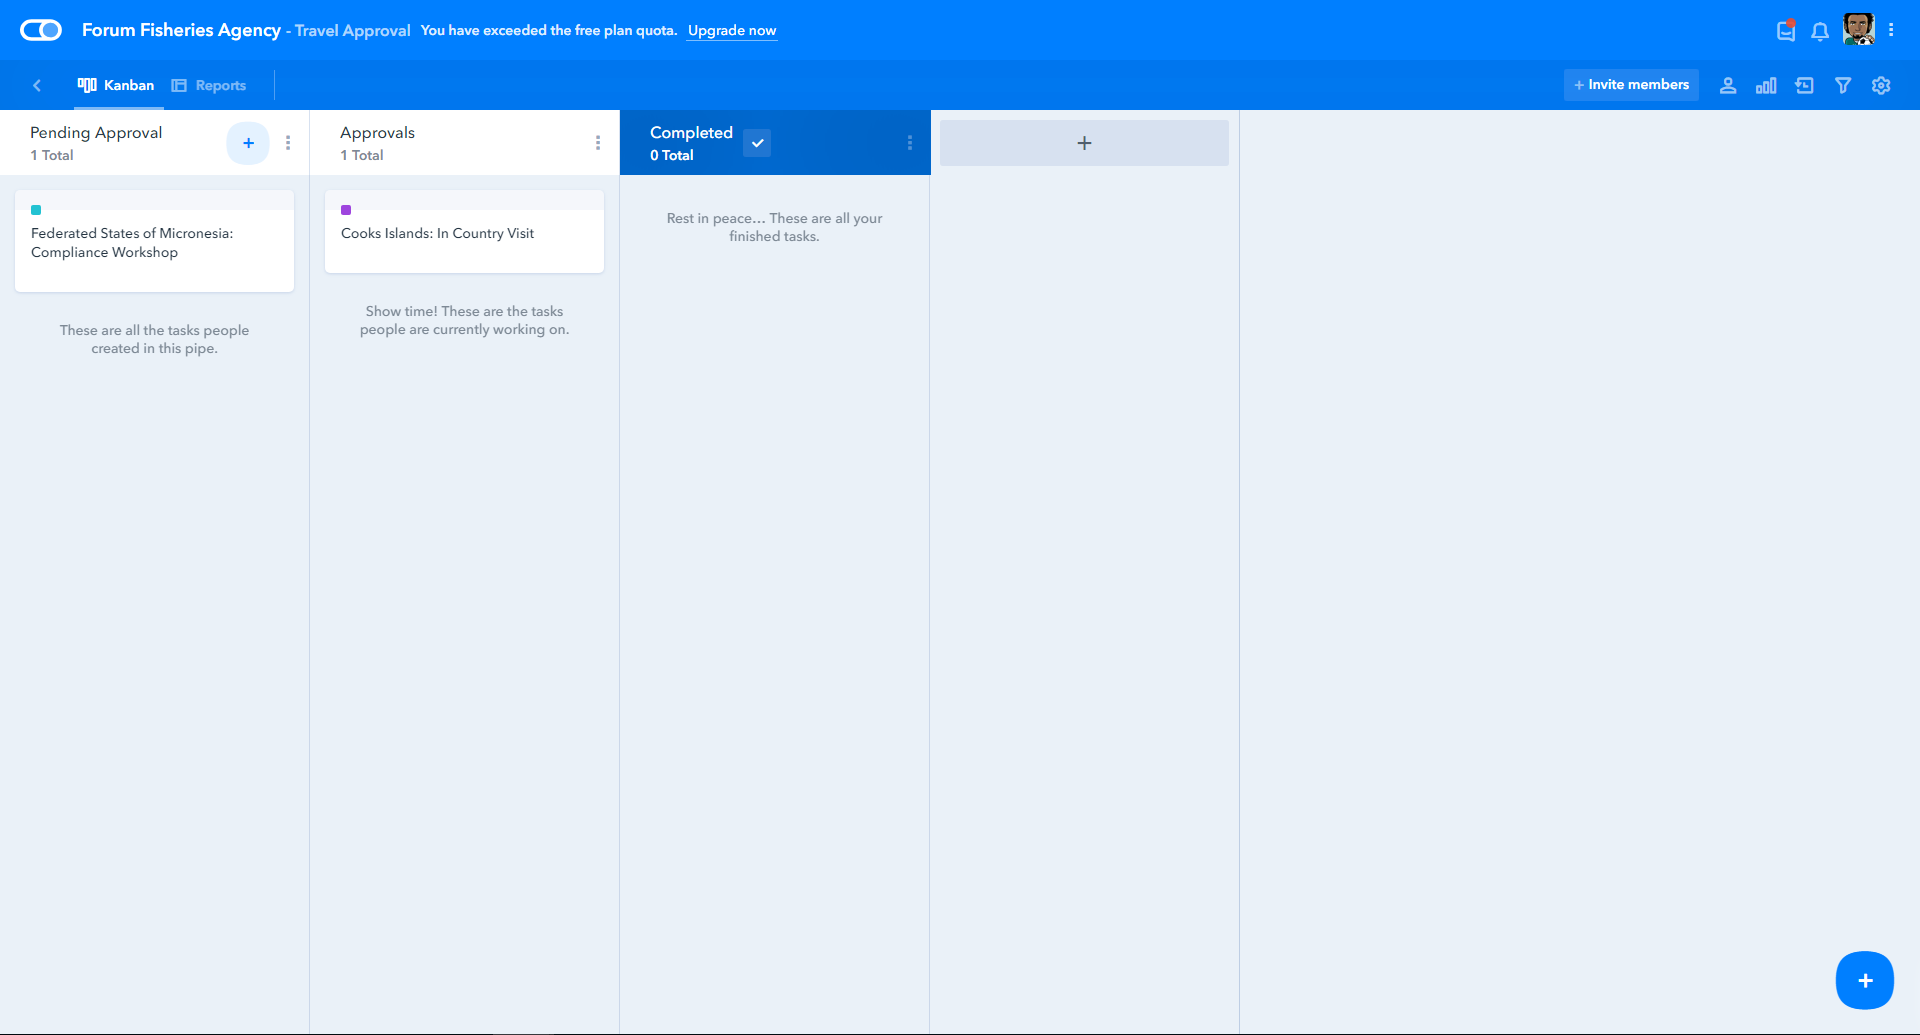 Forum Fisheries Agency - Travel Approval You have exceeded the free plan quota. Upgrade now
Kanban Reports + Invite members
Pending Approval
1 Total
Approvals
1 Total
Completed
0 Total
Federated States of Micronesia:
Compliance Workshop
These are all the tasks people
created in this pipe.
Cooks Islands: In Country Visit
Show time! These are the tasks
people are currently working on.
Rest in peace... These are all your
finished tasks.